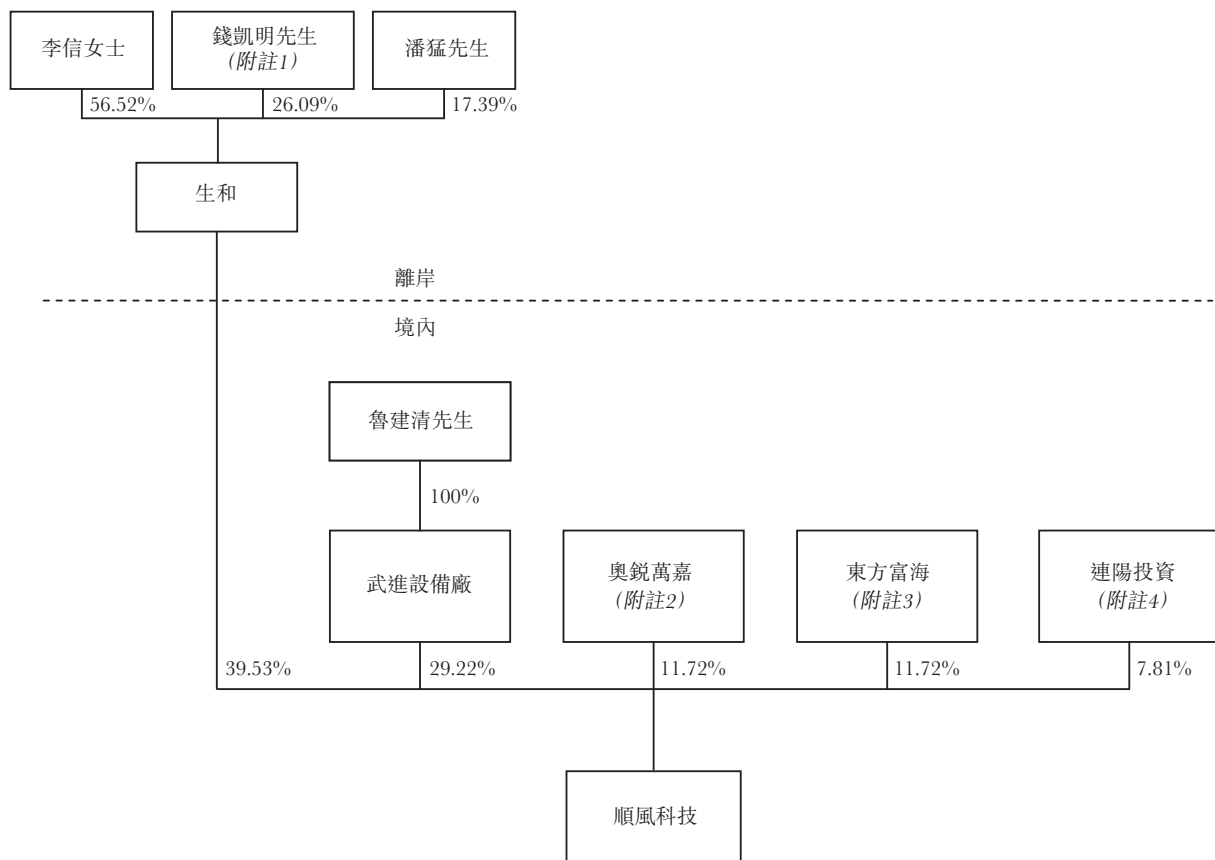 李信女士
錢凱明先生
(附註1)
潘猛先生
56.52%
26.09%
17.39%
生和
離岸
境內
魯建清先生
100%
武進設備廠
奧銳萬嘉
(附註2)
東方富海
(附註3)
連陽投資
(附註4)
39.53%
29.22%
11.72%
11.72%
7.81%
順風科技